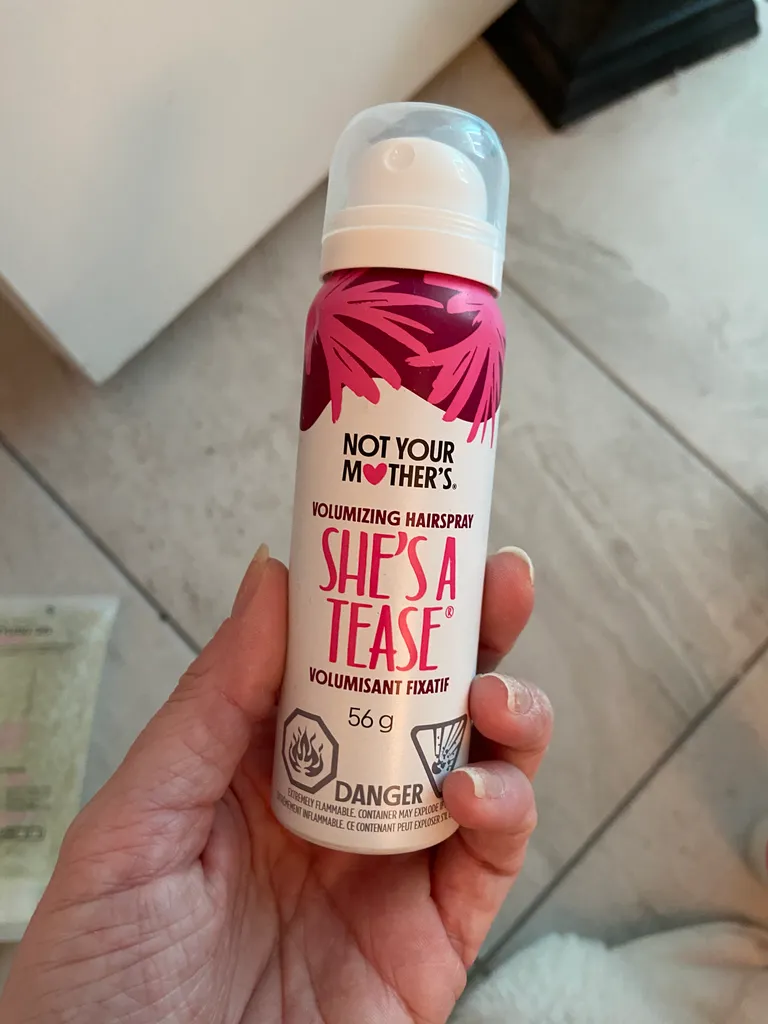 NOT YOUR
MOTHER'S®
VOLUMIZING HAIRSPRAY
SHE'S A
TEASE®
VOLUMISANT FIXATIF
56 g
DANGER
EXTREMELY FLAMMABLE. CONTAINER MAY EXPLODE
INFLAMMABLE. CE CONTENANT PEUT EXPLOSER S'IL